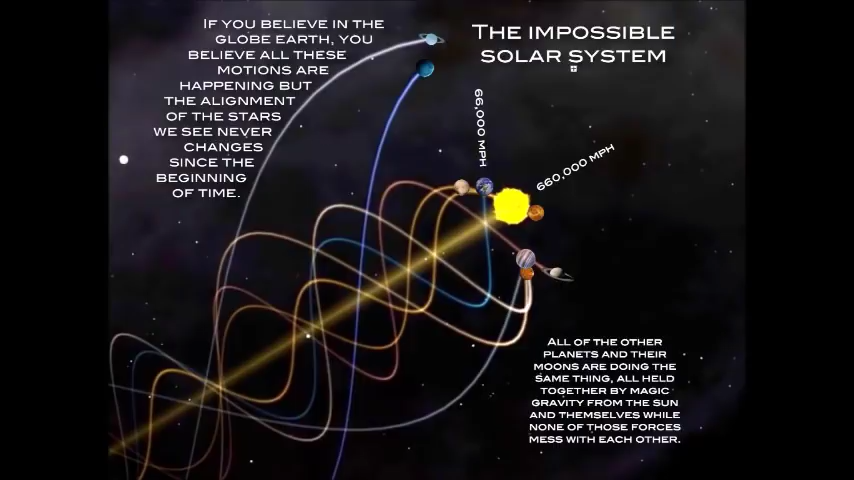 If you believe in the
globe earth, you
believe all these
motions are
happening but
the alignment
of the stars
we see never
changes
since the
beginning
of time.
The impossible
solar system
66,000 mph
660,000 mph
All of the other
planets and their
moons are doing the
same thing, all held
together by magic
gravity from the sun
and themselves while
none of those forces
mess with each other.